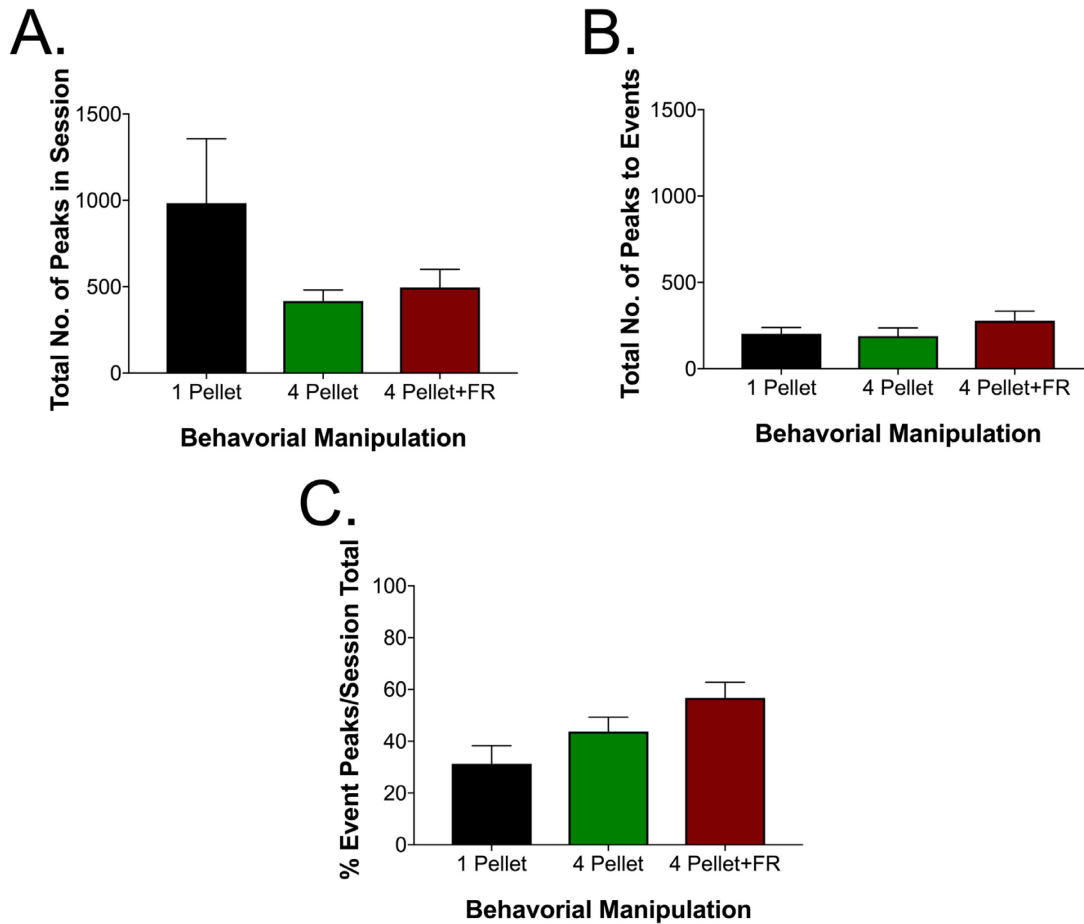 A.
Total No. of Peaks in Session
1500
1000
500
0
1 Pellet 4 Pellet 4 Pellet+FR
Behavorial Manipulation
B.
Total No. of Peaks to Events
1500
1000
500
0
1 Pellet 4 Pellet 4 Pellet+FR
Behavorial Manipulation
C.
% Event Peaks/Session Total
100
80
60
40
20
0
1 Pellet 4 Pellet 4 Pellet+FR
Behavorial Manipulation